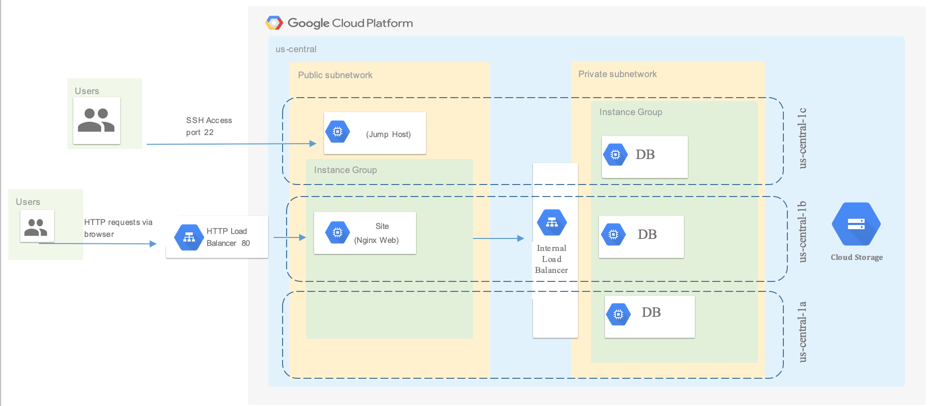 Google Cloud Platform
us-central
Public subnetwork
Private subnetwork
Users
SSH Access
port 22
(Jump Host)
Instance Group
DB
us-central-1c
Instance Group
Users
HTTP requests via
browser
HTTP Load
Balancer 80
Site
(Nginx Web)
Internal
Load
Balancer
DB
us-central-1b
Cloud Storage
DB
us-central-1a